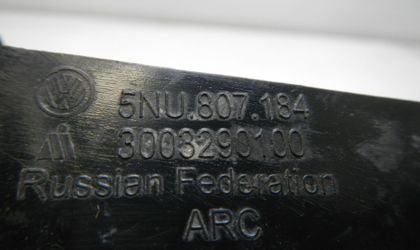 5NU.807.184
3003290100
Russian Federation
ARC